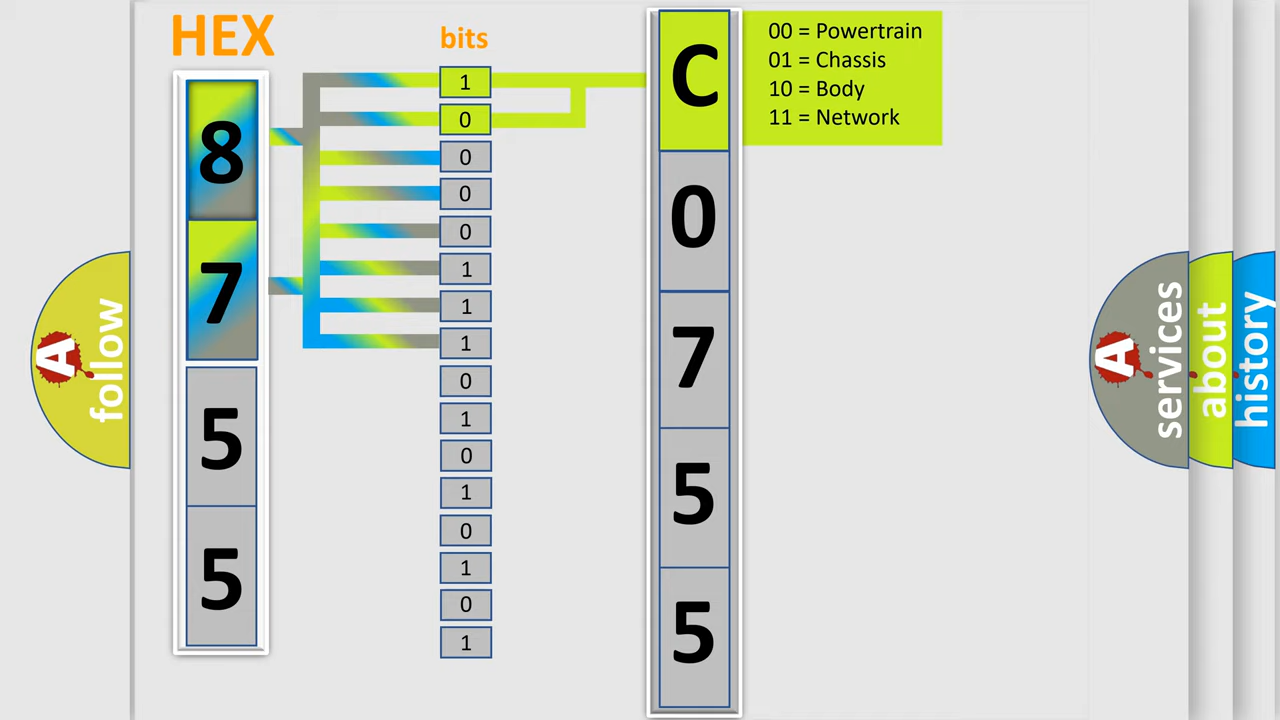 HEX
bits
8
7
5
5
1
0
0
0
0
1
1
1
0
1
0
1
0
1
0
1
C
0
7
5
5
00 = Powertrain
01 = Chassis
10 = Body
11 = Network
A
follow
A
services
about
history